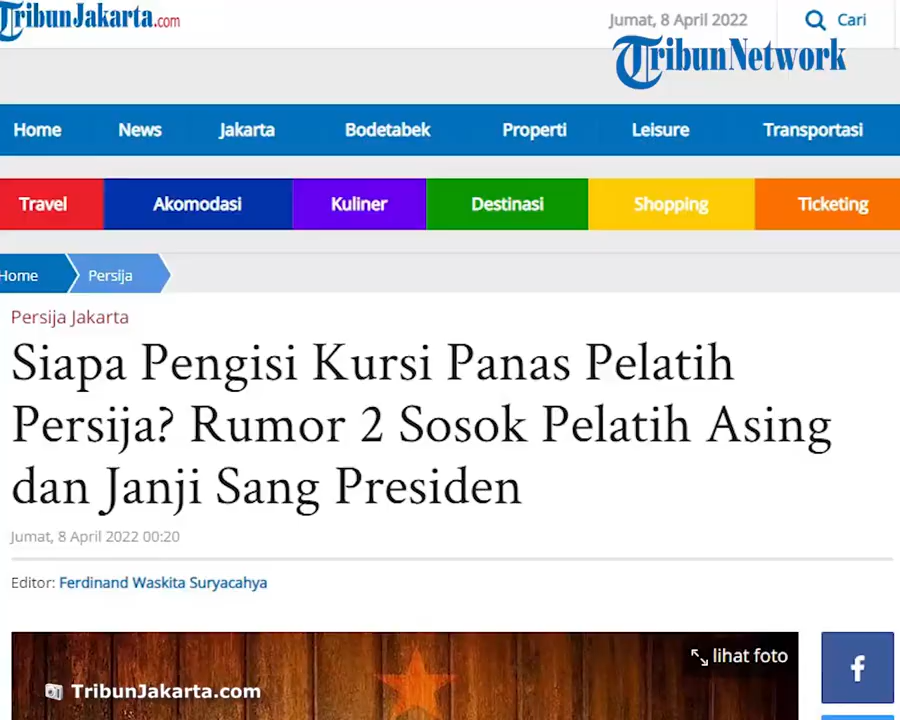 TribunJakarta.com
Jumat, 8 April 2022
Cari
TribunNetwork
Home News Jakarta Bodetabek Properti Leisure Transportasi
Travel Akomodasi Kuliner Destinasi Shopping Ticketing
Home Persija
Persija Jakarta
Siapa Pengisi Kursi Panas Pelatih
Persija? Rumor 2 Sosok Pelatih Asing
dan Janji Sang Presiden
Jumat, 8 April 2022 00:20
Editor: Ferdinand Waskita Suryacahya
lihat foto
TribunJakarta.com
f